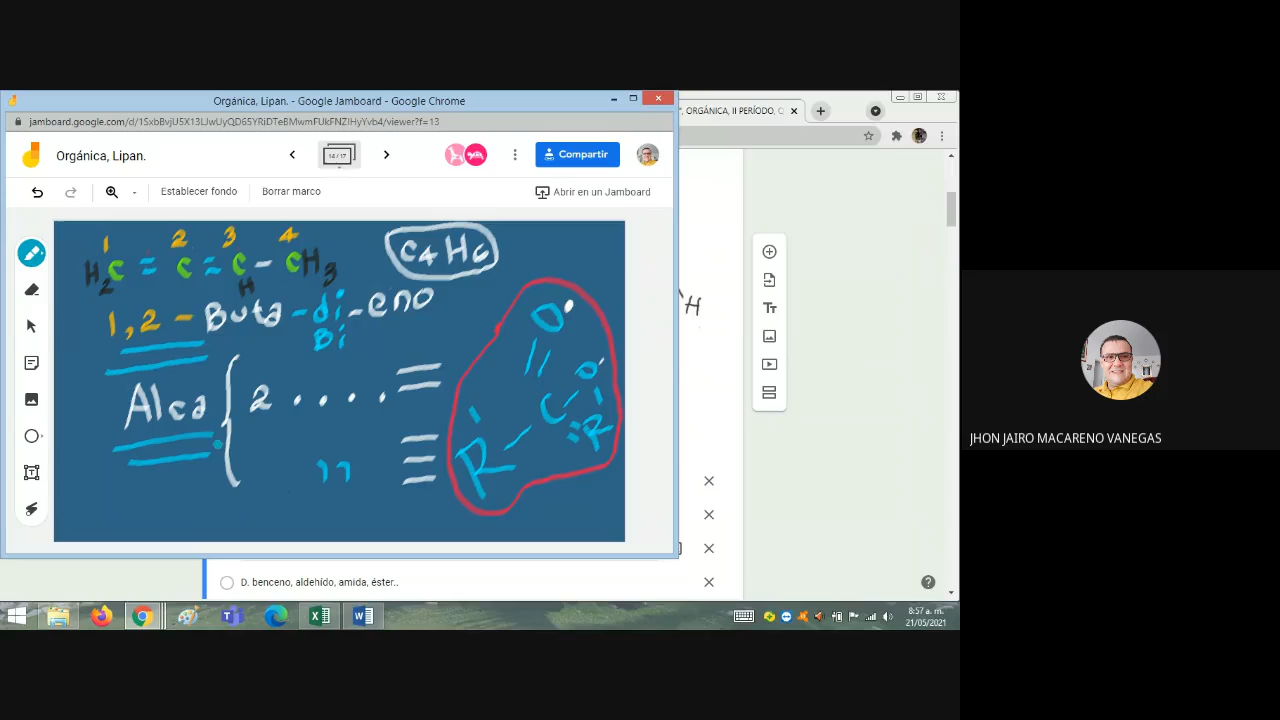 Orgánica, Lipan. - Google Jamboard - Google Chrome
jamboard.google.com/d/1SxbBvjU5X13LJwUyQD65YRiDTeBMwmFUkFNZIHyYvb4/viewer?f=13
", ORGÁNICA, II PERÍODO. Q
Orgánica, Lipan.
14 / 17
Compartir
Establecer fondo
Borrar marco
Abrir en un Jamboard
1 2 3 4
H2C = C = C - CH3
H
C4H6
1,2 - Buta - di - eno
Bi
Alca { 2 . . . . =
" ≡
O
||
O
C
R
R
H
Tт
D. benceno, aldehído, amida, éster..
JHON JAIRO MACARENO VANEGAS
8:57 a. m.
21/05/2021